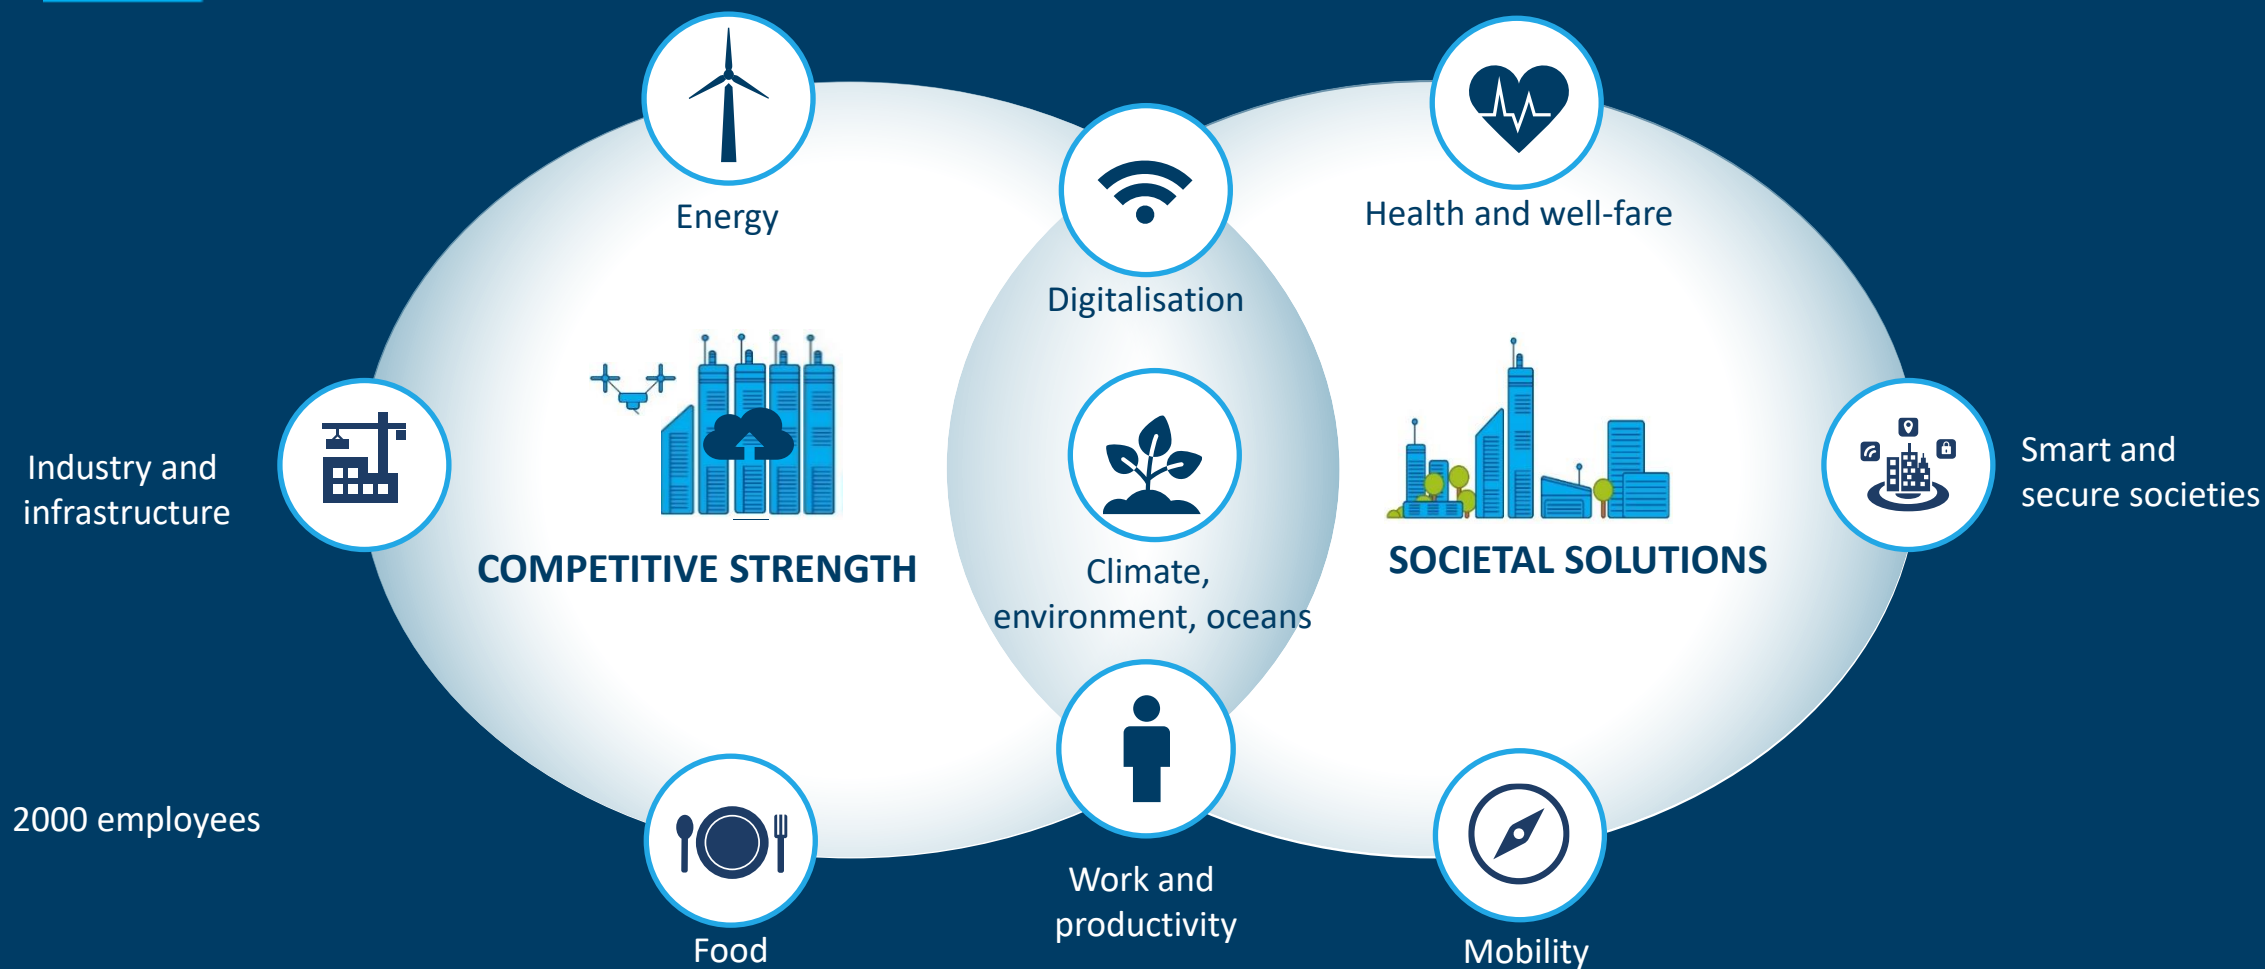 Energy
Health and well-fare
Digitalisation
Industry and
infrastructure
COMPETITIVE STRENGTH
Climate,
environment, oceans
SOCIETAL SOLUTIONS
Smart and
secure societies
2000 employees
Food
Work and
productivity
Mobility